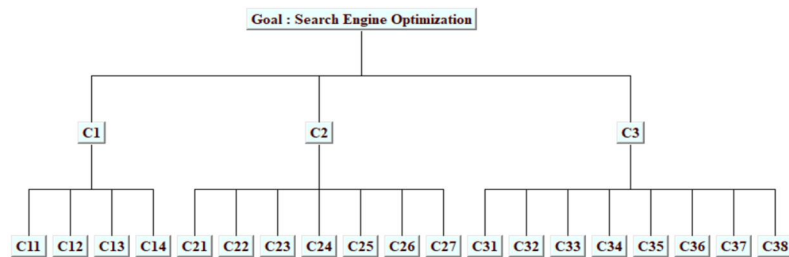 Goal : Search Engine Optimization
C1 C2 C3
C11 C12 C13 C14 C21 C22 C23 C24 C25 C26 C27 C31 C32 C33 C34 C35 C36 C37 C38